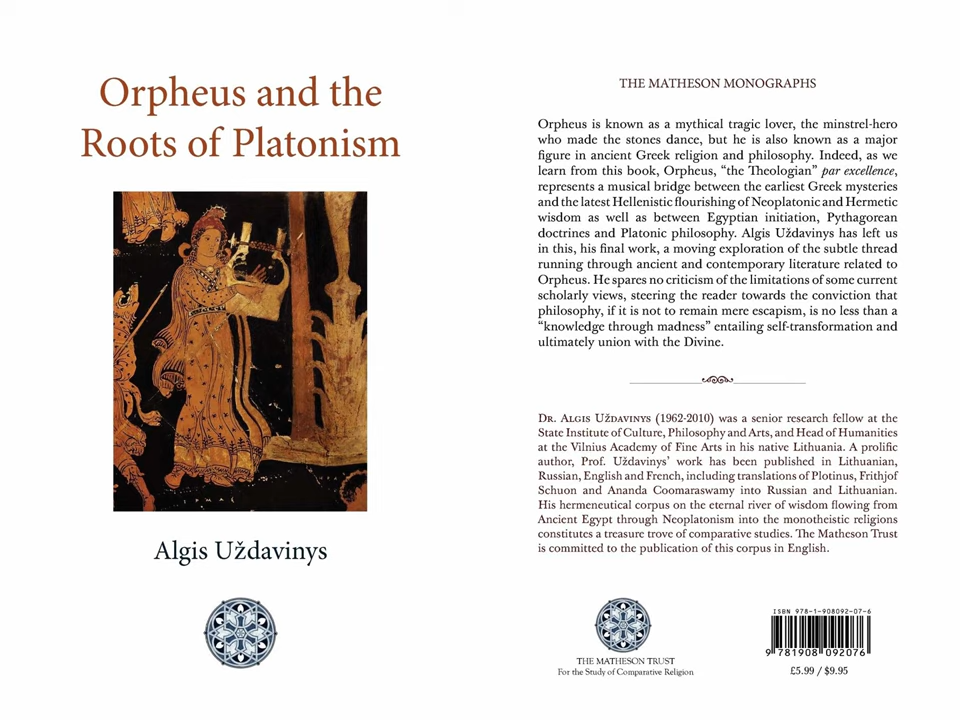 Orpheus and the
Roots of Platonism
Algis Uždavinys
THE MATHESON MONOGRAPHS
Orpheus is known as a mythical tragic lover, the minstrel-hero
who made the stones dance, but he is also known as a major
figure in ancient Greek religion and philosophy. Indeed, as we
learn from this book, Orpheus, “the Theologian” par excellence,
represents a musical bridge between the earliest Greek mysteries
and the latest Hellenistic flourishing of Neoplatonic and Hermetic
wisdom as well as between Egyptian initiation, Pythagorean
doctrines and Platonic philosophy. Algis Uždavinys has left us
in this, his final work, a moving exploration of the subtle thread
running through ancient and contemporary literature related to
Orpheus. He spares no criticism of the limitations of some current
scholarly views, steering the reader towards the conviction that
philosophy, if it is not to remain mere escapism, is no less than a
“knowledge through madness” entailing self-transformation and
ultimately union with the Divine.
Dr. Algis Uždavinys (1962-2010) was a senior research fellow at the
State Institute of Culture, Philosophy and Arts, and Head of Humanities
at the Vilnius Academy of Fine Arts in his native Lithuania. A prolific
author, Prof. Uždavinys’ work has been published in Lithuanian,
Russian, English and French, including translations of Plotinus, Frithjof
Schuon and Ananda Coomaraswamy into Russian and Lithuanian.
His hermeneutical corpus on the eternal river of wisdom flowing from
Ancient Egypt through Neoplatonism into the monotheistic religions
constitutes a treasure trove of comparative studies. The Matheson Trust
is committed to the publication of this corpus in English.
THE MATHESON TRUST
For the Study of Comparative Religion
ISBN 978-1-908092-07-6
9 781908 092076
£5.99 / $9.95